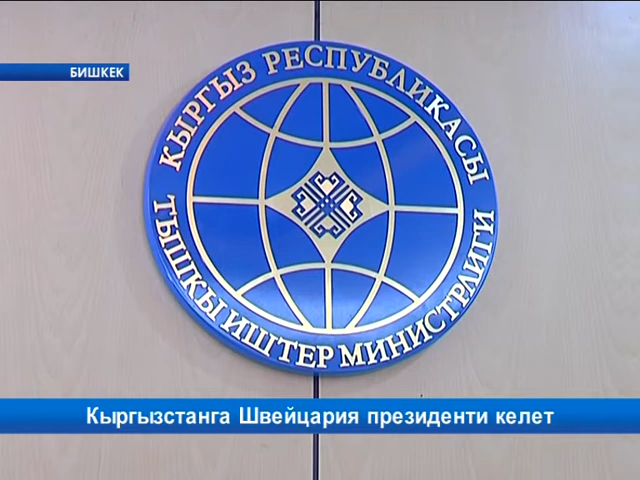 БИШКЕК
КЫРГЫЗ РЕСПУБЛИКАСЫ
ТЫШКЫ ИШТЕР МИНИСТРЛИГИ
Кыргызстанга Швейцария президенти келет